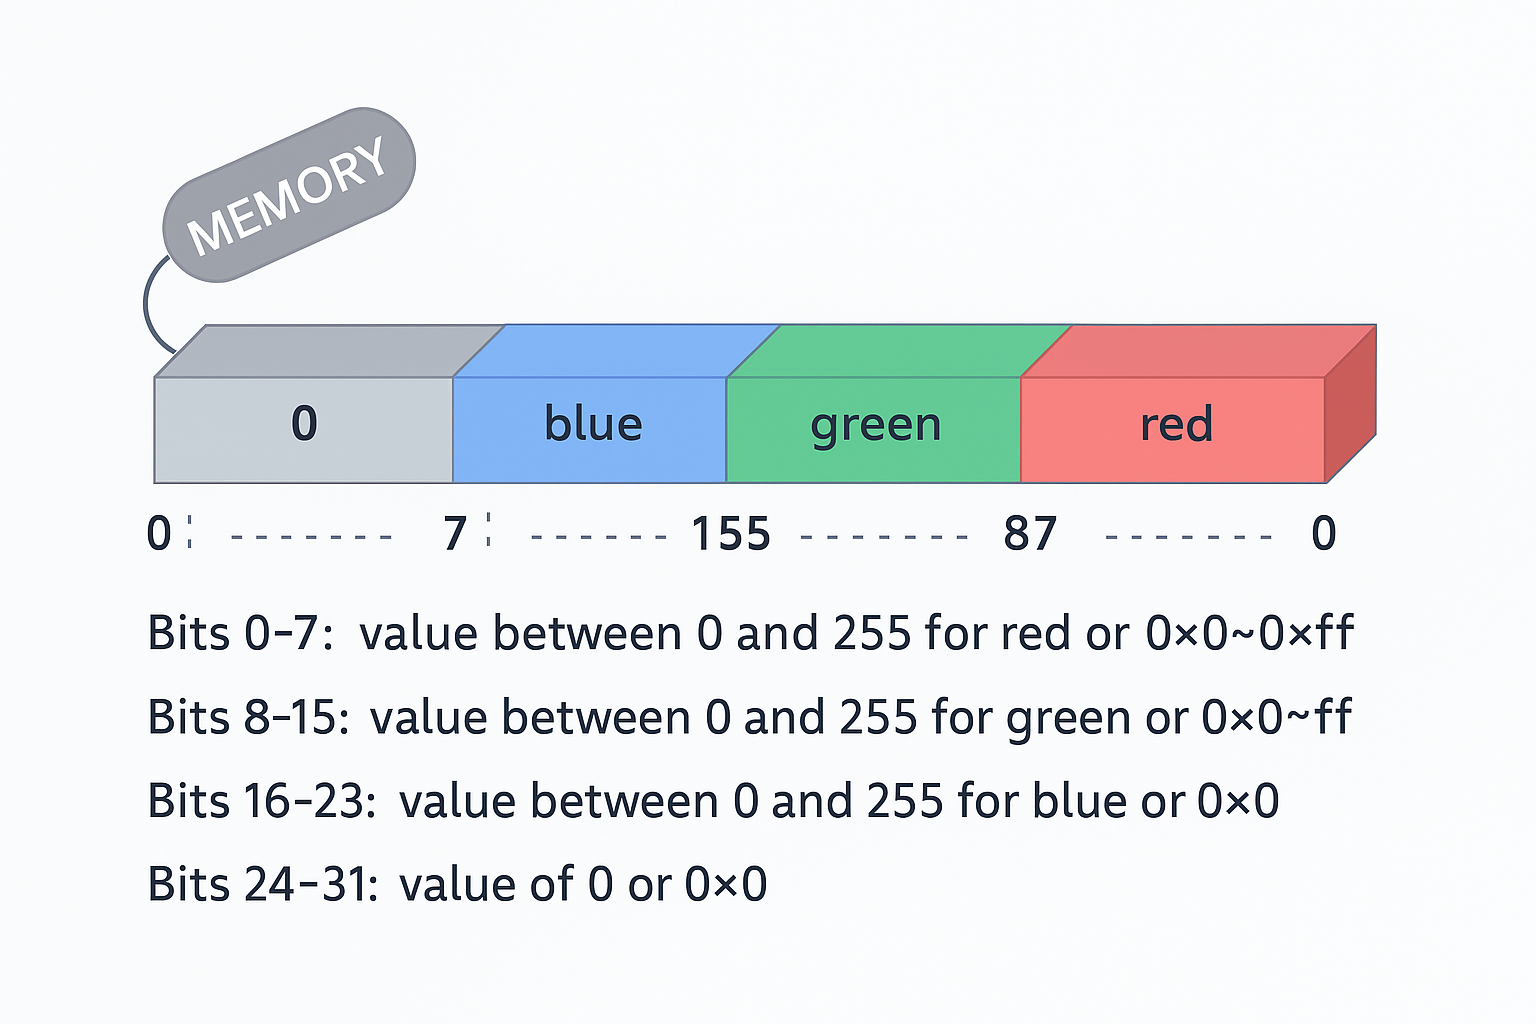 MEMORY
0 blue green red
0 7 155 87 0
Bits 0–7: value between 0 and 255 for red or 0×0~0×ff
Bits 8–15: value between 0 and 255 for green or 0×0~ff
Bits 16–23: value between 0 and 255 for blue or 0×0
Bits 24–31: value of 0 or 0×0